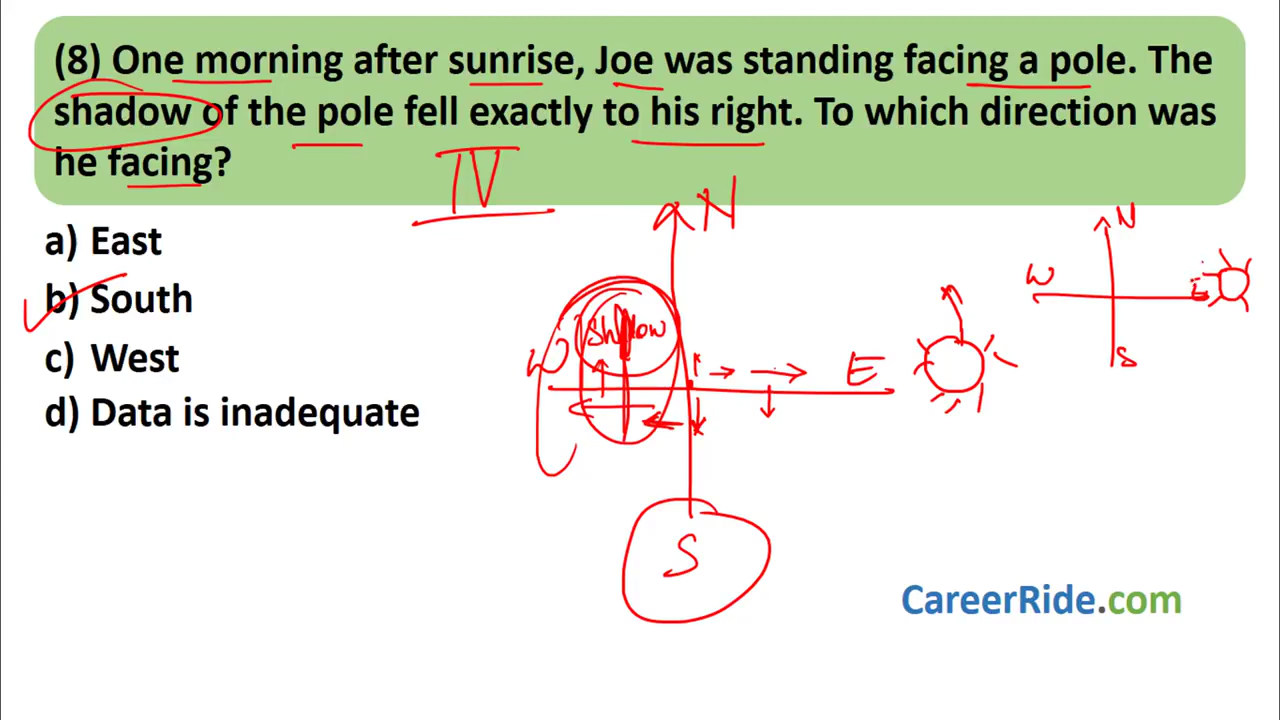 (8) One morning after sunrise, Joe was standing facing a pole. The
shadow of the pole fell exactly to his right. To which direction was
he facing?
IV
a) East
b) South
c) West
d) Data is inadequate
N
W
E
S
N
W
E
S
CareerRide.com